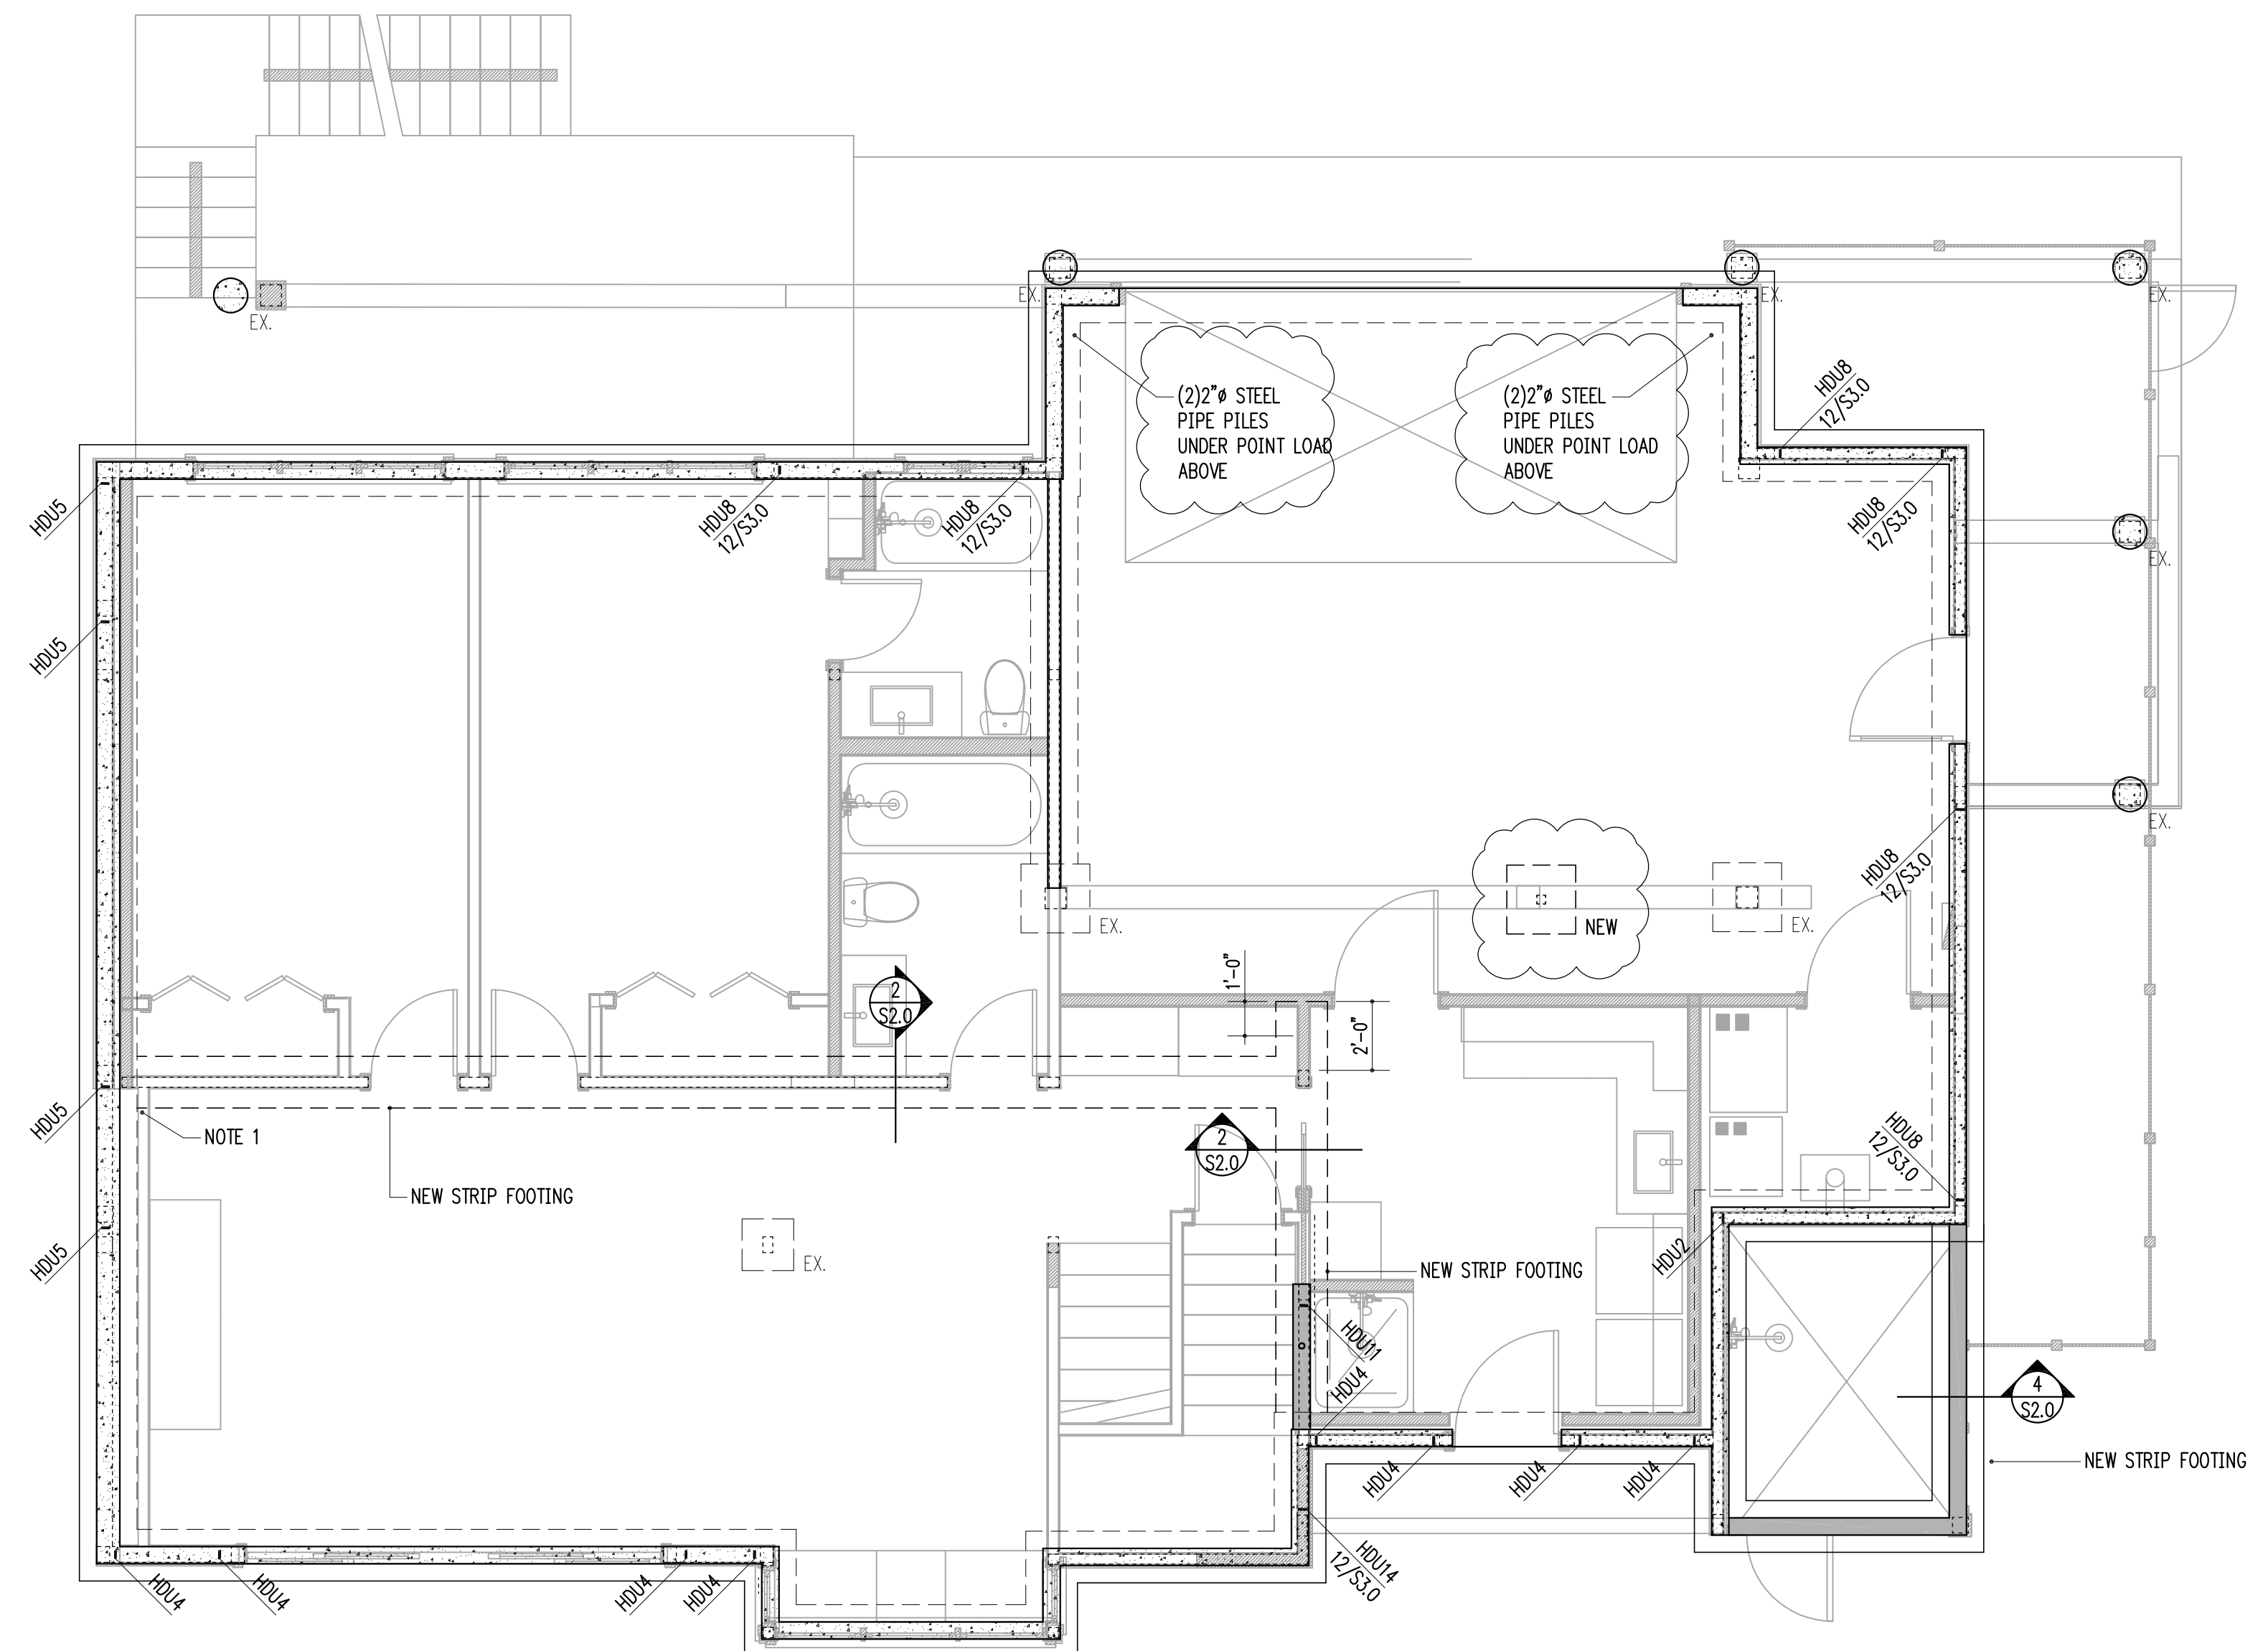 EX.
EX.
EX.
EX.
(2)2"ø STEEL
PIPE PILES
UNDER POINT LOAD
ABOVE
(2)2"ø STEEL
PIPE PILES
UNDER POINT LOAD
ABOVE
HDU8
12/S3.0
HDU5
HDU8
12/S3.0
HDU8
12/S3.0
HDU8
12/S3.0
EX.
HDU5
EX.
HDU8
12/S3.0
EX.
NEW
EX.
1'-0"
2'-0"
2
S2.0
HDU5
NOTE 1
2
S2.0
HDU8
12/S3.0
NEW STRIP FOOTING
HDU5
EX.
NEW STRIP FOOTING
HDU2
HDU11
HDU4
4
S2.0
NEW STRIP FOOTING
HDU4
HDU4
HDU4
HDU4
HDU4
HDU4
HDU4
HDU14
12/S3.0